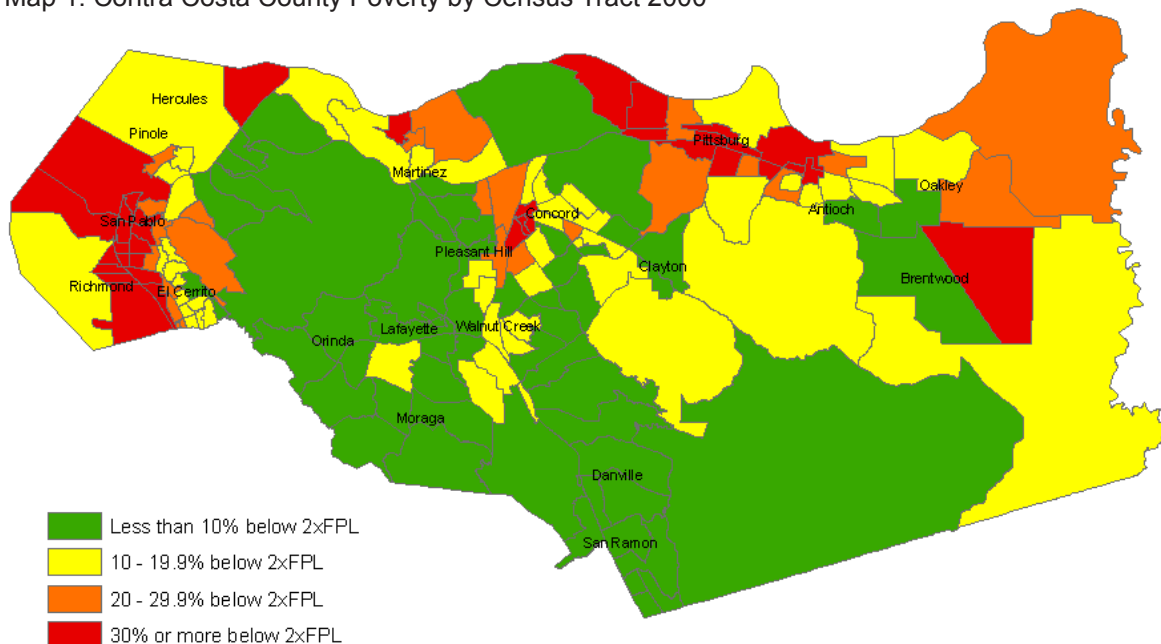 Map 1: Contra Costa County Poverty by Census Tract 2000
Hercules
Pinole
Pittsburg
Martinez
Oakley
San Pablo
Concord
Antioch
Pleasant Hill
Clayton
Brentwood
Richmond
El Cerrito
Orinda
Lafayette
Walnut Creek
Moraga
Danville
San Ramon
Less than 10% below 2xFPL
10 - 19.9% below 2xFPL
20 - 29.9% below 2xFPL
30% or more below 2xFPL